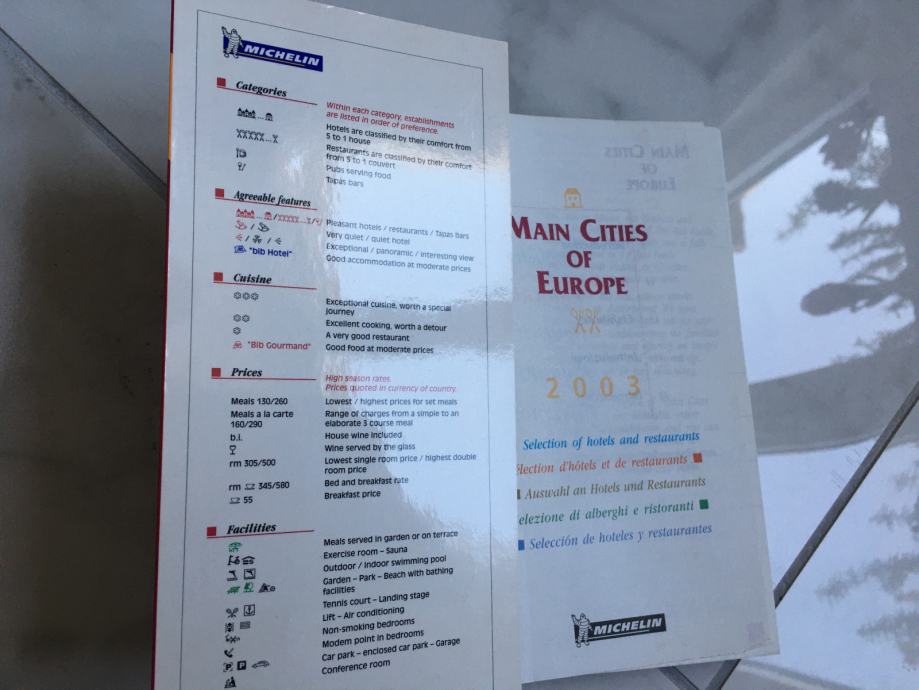 MICHELIN
Categories
Within each category, establishments
are listed in order of preference.
Hotels are classified by their comfort from
5 to 1 house
Restaurants are classified by their comfort
from 5 to 1 couvert
Pubs serving food
Tapas bars
Agreeable features
Pleasant hotels / restaurants / Tapas bars
Very quiet / quiet hotel
Exceptional / panoramic / interesting view
"Bib Hotel"
Good accommodation at moderate prices
Cuisine
Exceptional cuisine, worth a special
journey
Excellent cooking, worth a detour
A very good restaurant
"Bib Gourmand"
Good food at moderate prices
Prices
High season rates.
Prices quoted in currency of country.
Meals 130/260
Lowest / highest prices for set meals
Meals a la carte
160/290
Range of charges from a simple to an
elaborate 3 course meal
b.i.
House wine included
Wine served by the glass
rm 305/500
Lowest single room price / highest double
room price
rm 345/580
Bed and breakfast rate
55
Breakfast price
Facilities
Meals served in garden or on terrace
Exercise room – Sauna
Outdoor / Indoor swimming pool
Garden – Park – Beach with bathing
facilities
Tennis court – Landing stage
Lift – Air conditioning
Non-smoking bedrooms
Modem point in bedrooms
Car park – enclosed car park – Garage
Conference room
MAIN CITIES
OF
EUROPE
2003
Selection of hotels and restaurants
élection d'hôtels et de restaurants
Auswahl an Hotels und Restaurants
elezione di alberghi e ristoranti
Selección de hoteles y restaurantes
MICHELIN